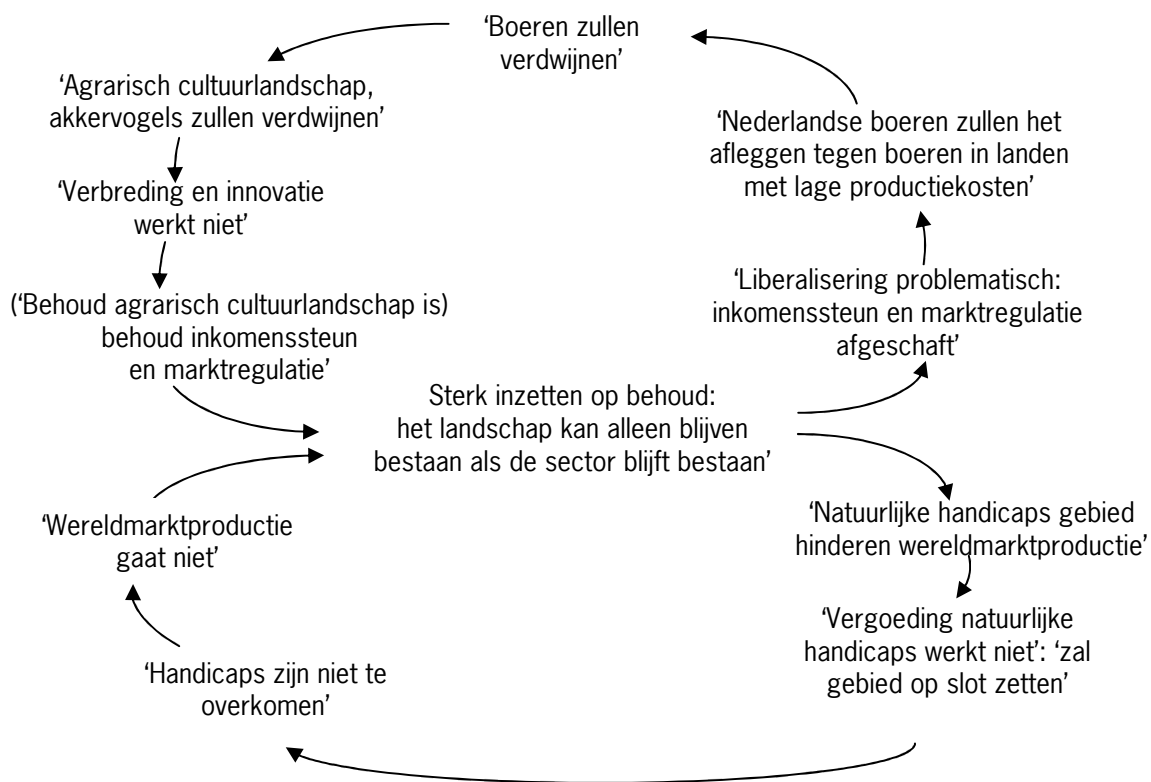 ‘Boeren zullen
verdwijnen’
‘Agrarisch cultuurlandschap,
akkervogels zullen verdwijnen’
‘Verbreding en innovatie
werkt niet’
(‘Behoud agrarisch cultuurlandschap is)
behoud inkomenssteun
en marktregulatie’
‘Nederlandse boeren zullen het
afleggen tegen boeren in landen
met lage productiekosten’
‘Liberalisering problematisch:
inkomenssteun en marktregulatie
afgeschaft’
Sterk inzetten op behoud:
het landschap kan alleen blijven
bestaan als de sector blijft bestaan’
‘Natuurlijke handicaps gebied
hinderen wereldmarktproductie’
‘Vergoeding natuurlijke
handicaps werkt niet’: ‘zal
gebied op slot zetten’
‘Handicaps zijn niet te
overkomen’
‘Wereldmarktproductie
gaat niet’